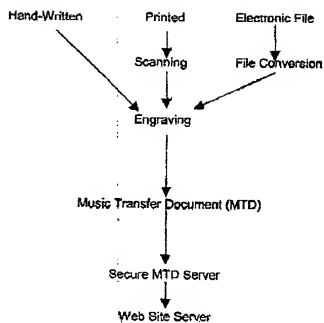 Hand-Written Printed Electronic File
Scanning File Conversion
Engraving
Music Transfer Document (MTD)
Secure MTD Server
Web Site Server